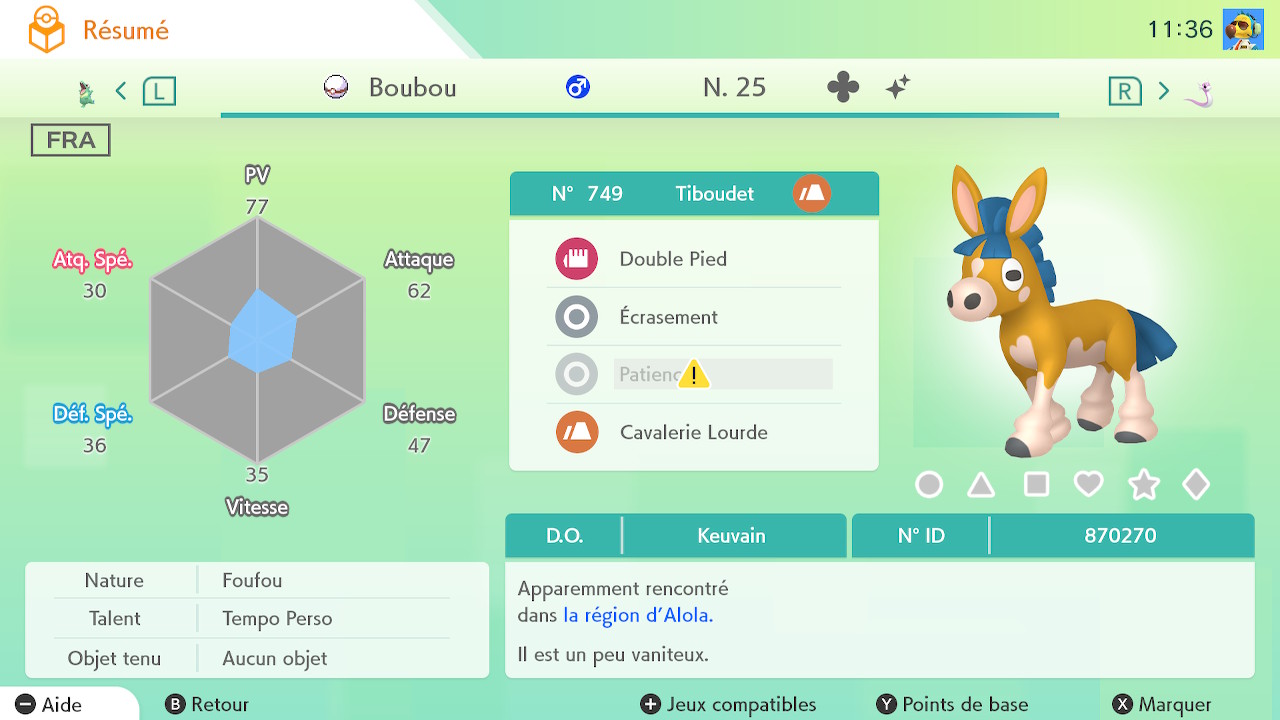 Résumé
11:36
L
Boubou
N. 25
R
FRA
PV
77
Atq. Spé.
30
Attaque
62
Déf. Spé.
36
Défense
47
35
Vitesse
N° 749 Tiboudet
Double Pied
Écrasement
Patienc
Cavalerie Lourde
D.O. Keuvain
N° ID 870270
Apparemment rencontré
dans la région d'Alola.
Il est un peu vaniteux.
Nature Foufou
Talent Tempo Perso
Objet tenu Aucun objet
Aide
B Retour
Jeux compatibles
Y Points de base
X Marquer